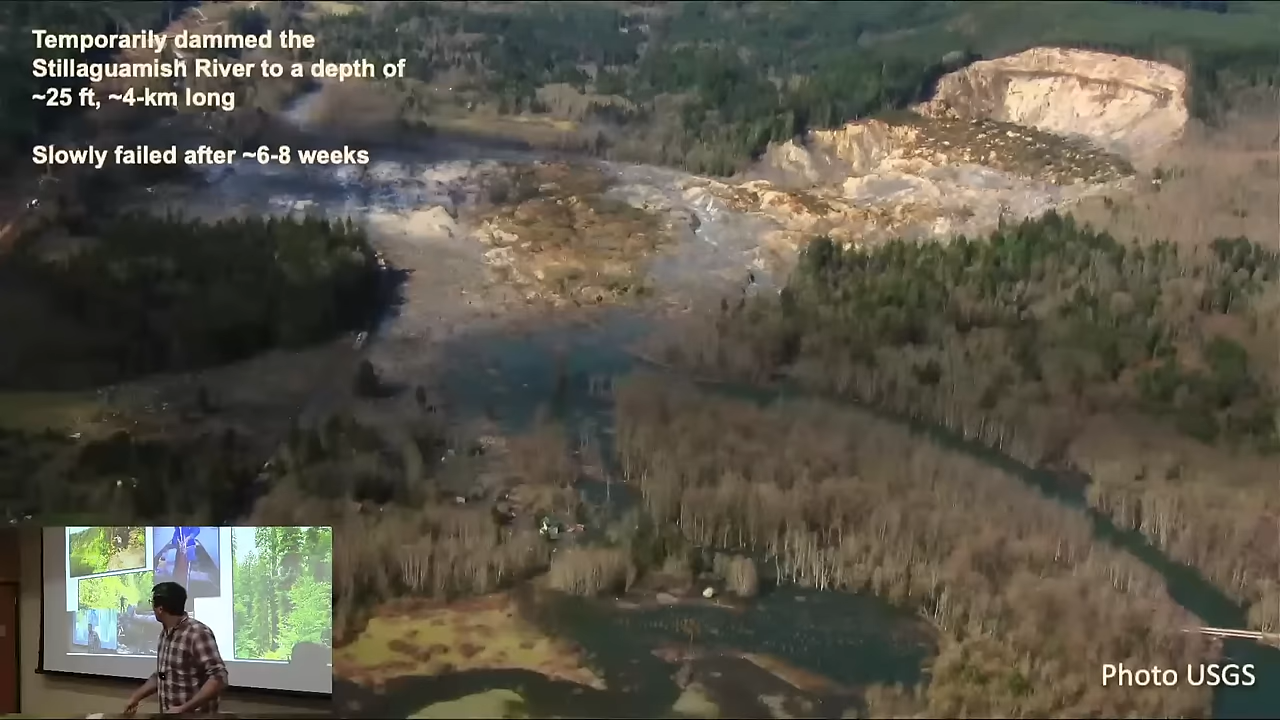 Temporarily dammed the
Stillaguamish River to a depth of
~25 ft, ~4-km long
Slowly failed after ~6-8 weeks
Photo USGS